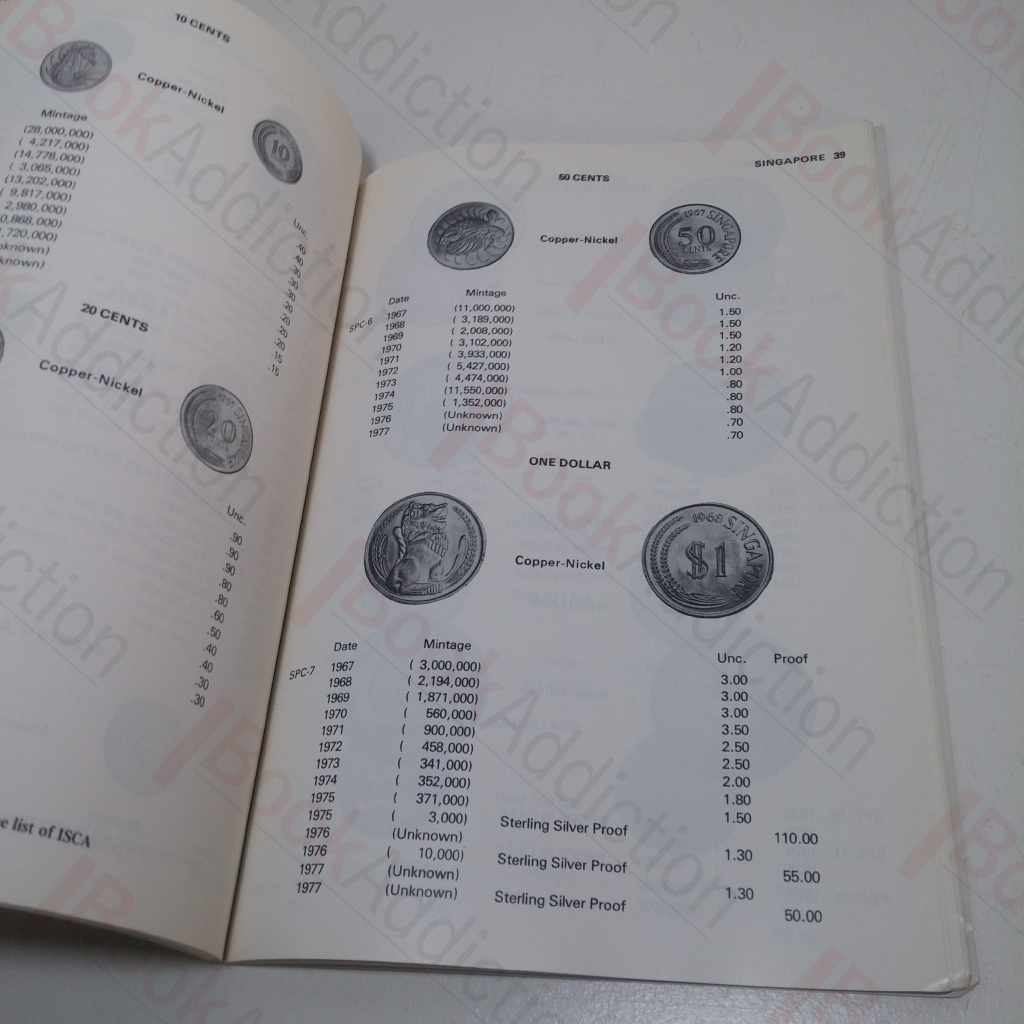 10 CENTS
Copper-Nickel
10
Mintage
(28,000,000)
( 4,217,000)
(14,778,000)
( 3,065,000)
(13,202,000)
( 9,817,000)
2,980,000)
0,868,000)
,720,000)
known)
known)
Unc.
.40
.40
.30
.30
.30
.20
.20
.20
.20
.15
.15
20 CENTS
Copper-Nickel
20
Unc.
.90
.90
.90
.80
.80
.60
.50
.40
.40
.30
.30
e list of ISCA
SINGAPORE 39
50 CENTS
Copper-Nickel
1967 SINGAPORE
50
CENTS
Date Mintage Unc.
SPC-6 1967 (11,000,000) 1.50
1968 ( 3,189,000) 1.50
1969 ( 2,008,000) 1.50
1970 ( 3,102,000) 1.20
1971 ( 3,933,000) 1.20
1972 ( 5,427,000) 1.00
1973 ( 4,474,000) .80
1974 (11,550,000) .80
1975 ( 1,352,000) .80
1976 (Unknown) .70
1977 (Unknown) .70
ONE DOLLAR
Copper-Nickel
1968 SINGAPORE
$1
Date Mintage Unc. Proof
SPC-7 1967 ( 3,000,000) 3.00
1968 ( 2,194,000) 3.00
1969 ( 1,871,000) 3.00
1970 ( 560,000) 3.50
1971 ( 900,000) 2.50
1972 ( 458,000) 2.50
1973 ( 341,000) 2.00
1974 ( 352,000) 1.80
1975 ( 371,000) 1.50
1975 ( 3,000) Sterling Silver Proof 110.00
1976 (Unknown) 1.30
1976 ( 10,000) Sterling Silver Proof 55.00
1977 (Unknown) 1.30
1977 (Unknown) Sterling Silver Proof 50.00
BookAddiction